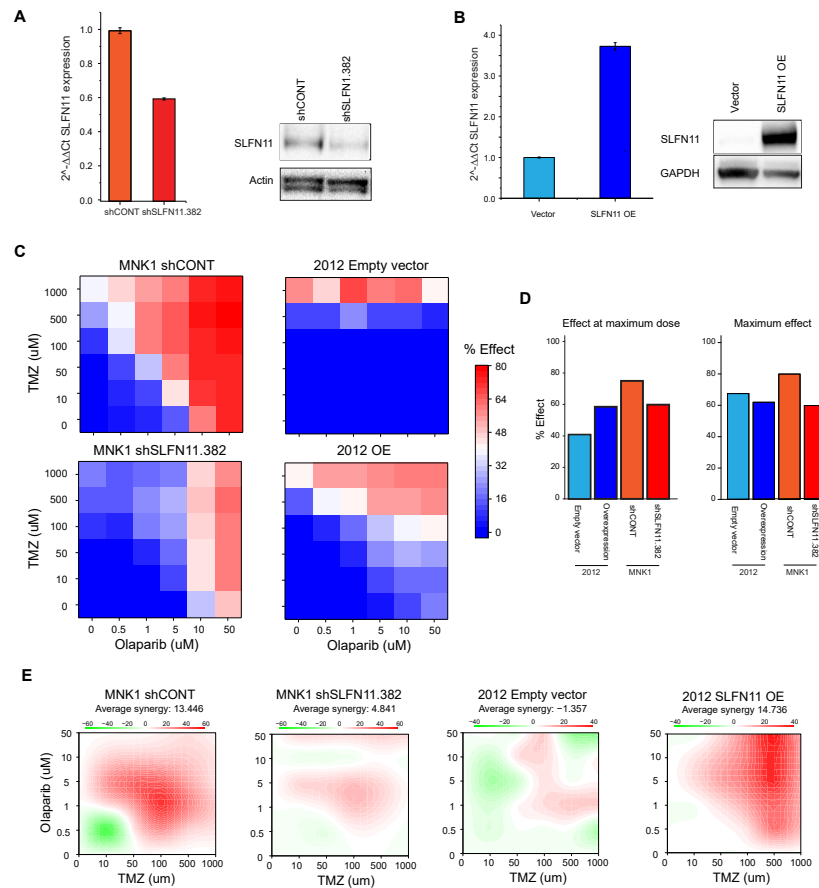 A
2^-ΔΔCt SLFN11 expression
1.0
0.8
0.6
0.4
0.2
0.0
shCONT shSLFN11.382
shCONT
shSLFN1.382
SLFN11
Actin
B
2^-ΔΔCt SLFN11 expression
4.0
3.0
2.0
1.0
0.0
Vector
SLFN11 OE
Vector
SLFN11 OE
SLFN11
GAPDH
C
MNK1 shCONT
2012 Empty vector
TMZ (uM)
1000
500
100
50
10
0
% Effect
80
64
48
32
16
0
MNK1 shSLFN11.382
2012 OE
TMZ (uM)
1000
500
100
50
10
0
0 0.5 1 5 10 50
Olaparib (uM)
0 0.5 1 5 10 50
Olaparib (uM)
D
Effect at maximum dose
Maximum effect
% Effect
100
80
60
40
20
0
Empty vector
Overexpression
shCONT
shSLFN11.382
2012
MNK1
100
80
60
40
20
0
Empty vector
Overexpression
shCONT
shSLFN11.382
2012
MNK1
E
MNK1 shCONT
Average synergy: 13.446
−60 −40 −20 0 20 40 60
Olaparib (uM)
50
10
5
1
0.5
0
0 10 50 100 500 1000
TMZ (um)
MNK1 shSLFN11.382
Average synergy: 4.841
−60 −40 −20 0 20 40 60
50
10
5
1
0.5
0
0 10 50 100 500 1000
TMZ (um)
2012 Empty vector
Average synergy: −1.357
−40 −20 0 20 40
50
10
5
1
0.5
0
0 10 50 100 500 1000
TMZ (um)
2012 SLFN11 OE
Average synergy 14.736
−40 −20 0 20 40
50
10
5
1
0.5
0
0 10 50 100 500 1000
TMZ (um)